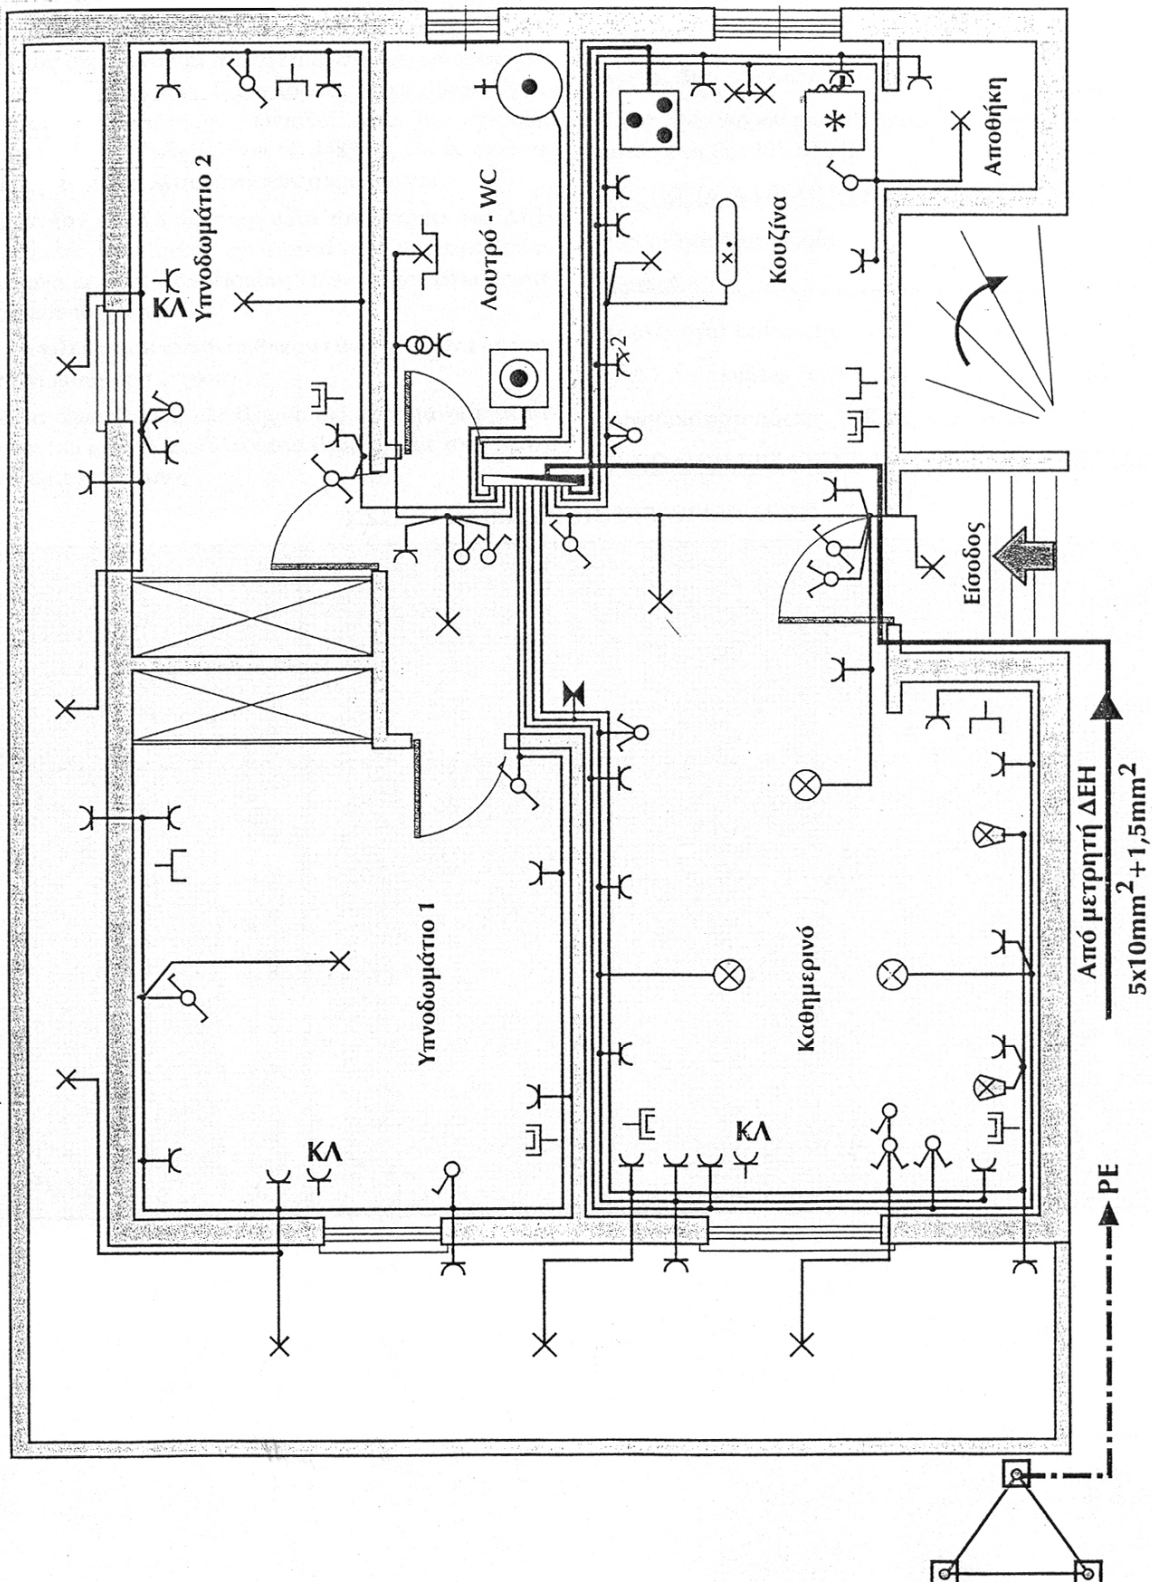 Υπνοδωμάτιο 2
ΚΛ
Λουτρό - WC
Κουζίνα
x2
Αποθήκη
Είσοδος
Υπνοδωμάτιο 1
ΚΛ
Καθημερινό
ΚΛ
Από μετρητή ΔΕΗ
5x10mm² + 1,5mm²
PE